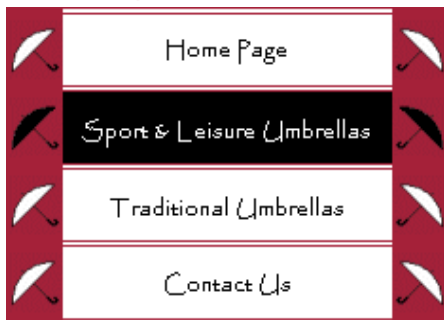 Home Page
Sport & Leisure Umbrellas
Traditional Umbrellas
Contact Us